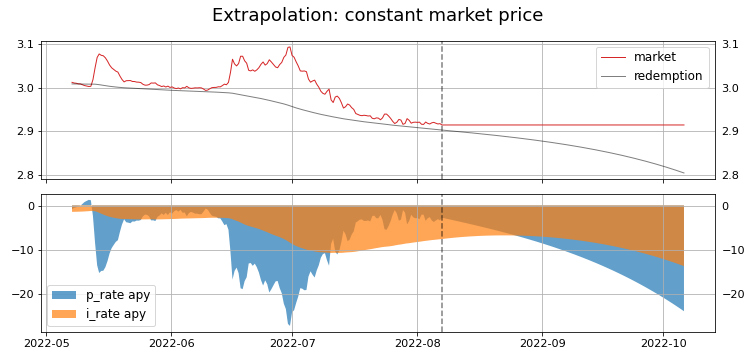 Extrapolation: constant market price
3.1
3.0
2.9
2.8
3.1
3.0
2.9
2.8
market
redemption
0
−10
−20
0
−10
−20
p_rate apy
i_rate apy
2022-05 2022-06 2022-07 2022-08 2022-09 2022-10